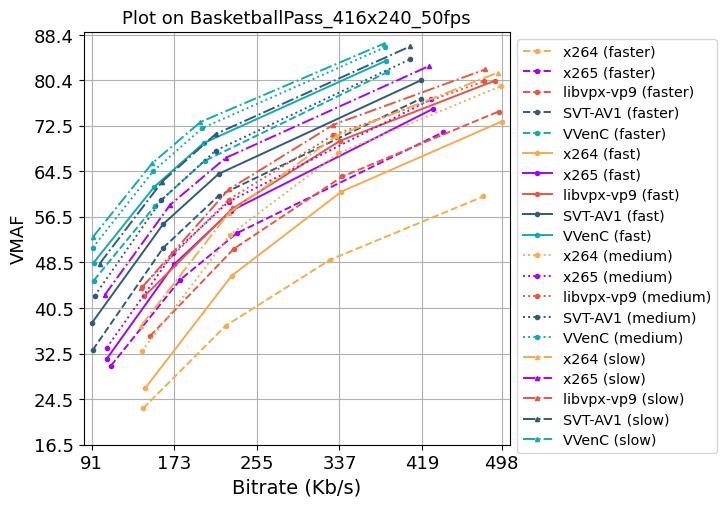 Plot on BasketballPass_416x240_50fps
88.4
80.4
72.5
64.5
56.5
48.5
40.5
32.5
24.5
16.5
VMAF
91 173 255 337 419 498
Bitrate (Kb/s)
x264 (faster)
x265 (faster)
libvpx-vp9 (faster)
SVT-AV1 (faster)
VVenC (faster)
x264 (fast)
x265 (fast)
libvpx-vp9 (fast)
SVT-AV1 (fast)
VVenC (fast)
x264 (medium)
x265 (medium)
libvpx-vp9 (medium)
SVT-AV1 (medium)
VVenC (medium)
x264 (slow)
x265 (slow)
libvpx-vp9 (slow)
SVT-AV1 (slow)
VVenC (slow)